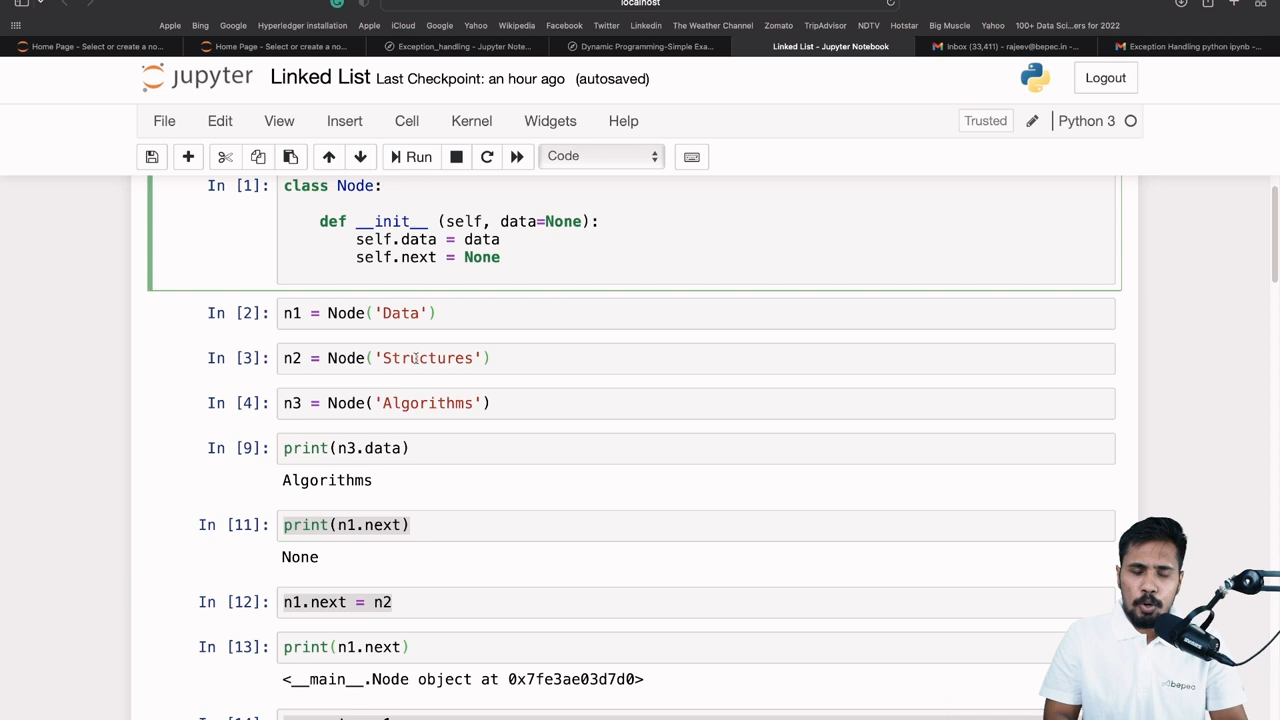 localhost
Apple Bing Google Hyperledger installation Apple iCloud Google Yahoo Wikipedia Facebook Twitter Linkedin The Weather Channel Zomato TripAdvisor NDTV Hotstar Big Muscle Yahoo 100+ Data Sci...ers for 2022
Home Page - Select or create a no... Home Page - Select or create a no... Exception_handling - Jupyter Note... Dynamic Programming-Simple Exa... Linked List - Jupyter Notebook Inbox (33,411) - rajeev@bepec.in -... Exception Handling python ipynb -...
jupyter Linked List Last Checkpoint: an hour ago (autosaved) Logout
File Edit View Insert Cell Kernel Widgets Help Trusted Python 3
Run Code
In [1]: class Node:
def __init__ (self, data=None):
self.data = data
self.next = None
In [2]: n1 = Node('Data')
In [3]: n2 = Node('Structures')
In [4]: n3 = Node('Algorithms')
In [9]: print(n3.data)
Algorithms
In [11]: print(n1.next)
None
In [12]: n1.next = n2
In [13]: print(n1.next)
<__main__.Node object at 0x7fe3ae03d7d0>
bepec